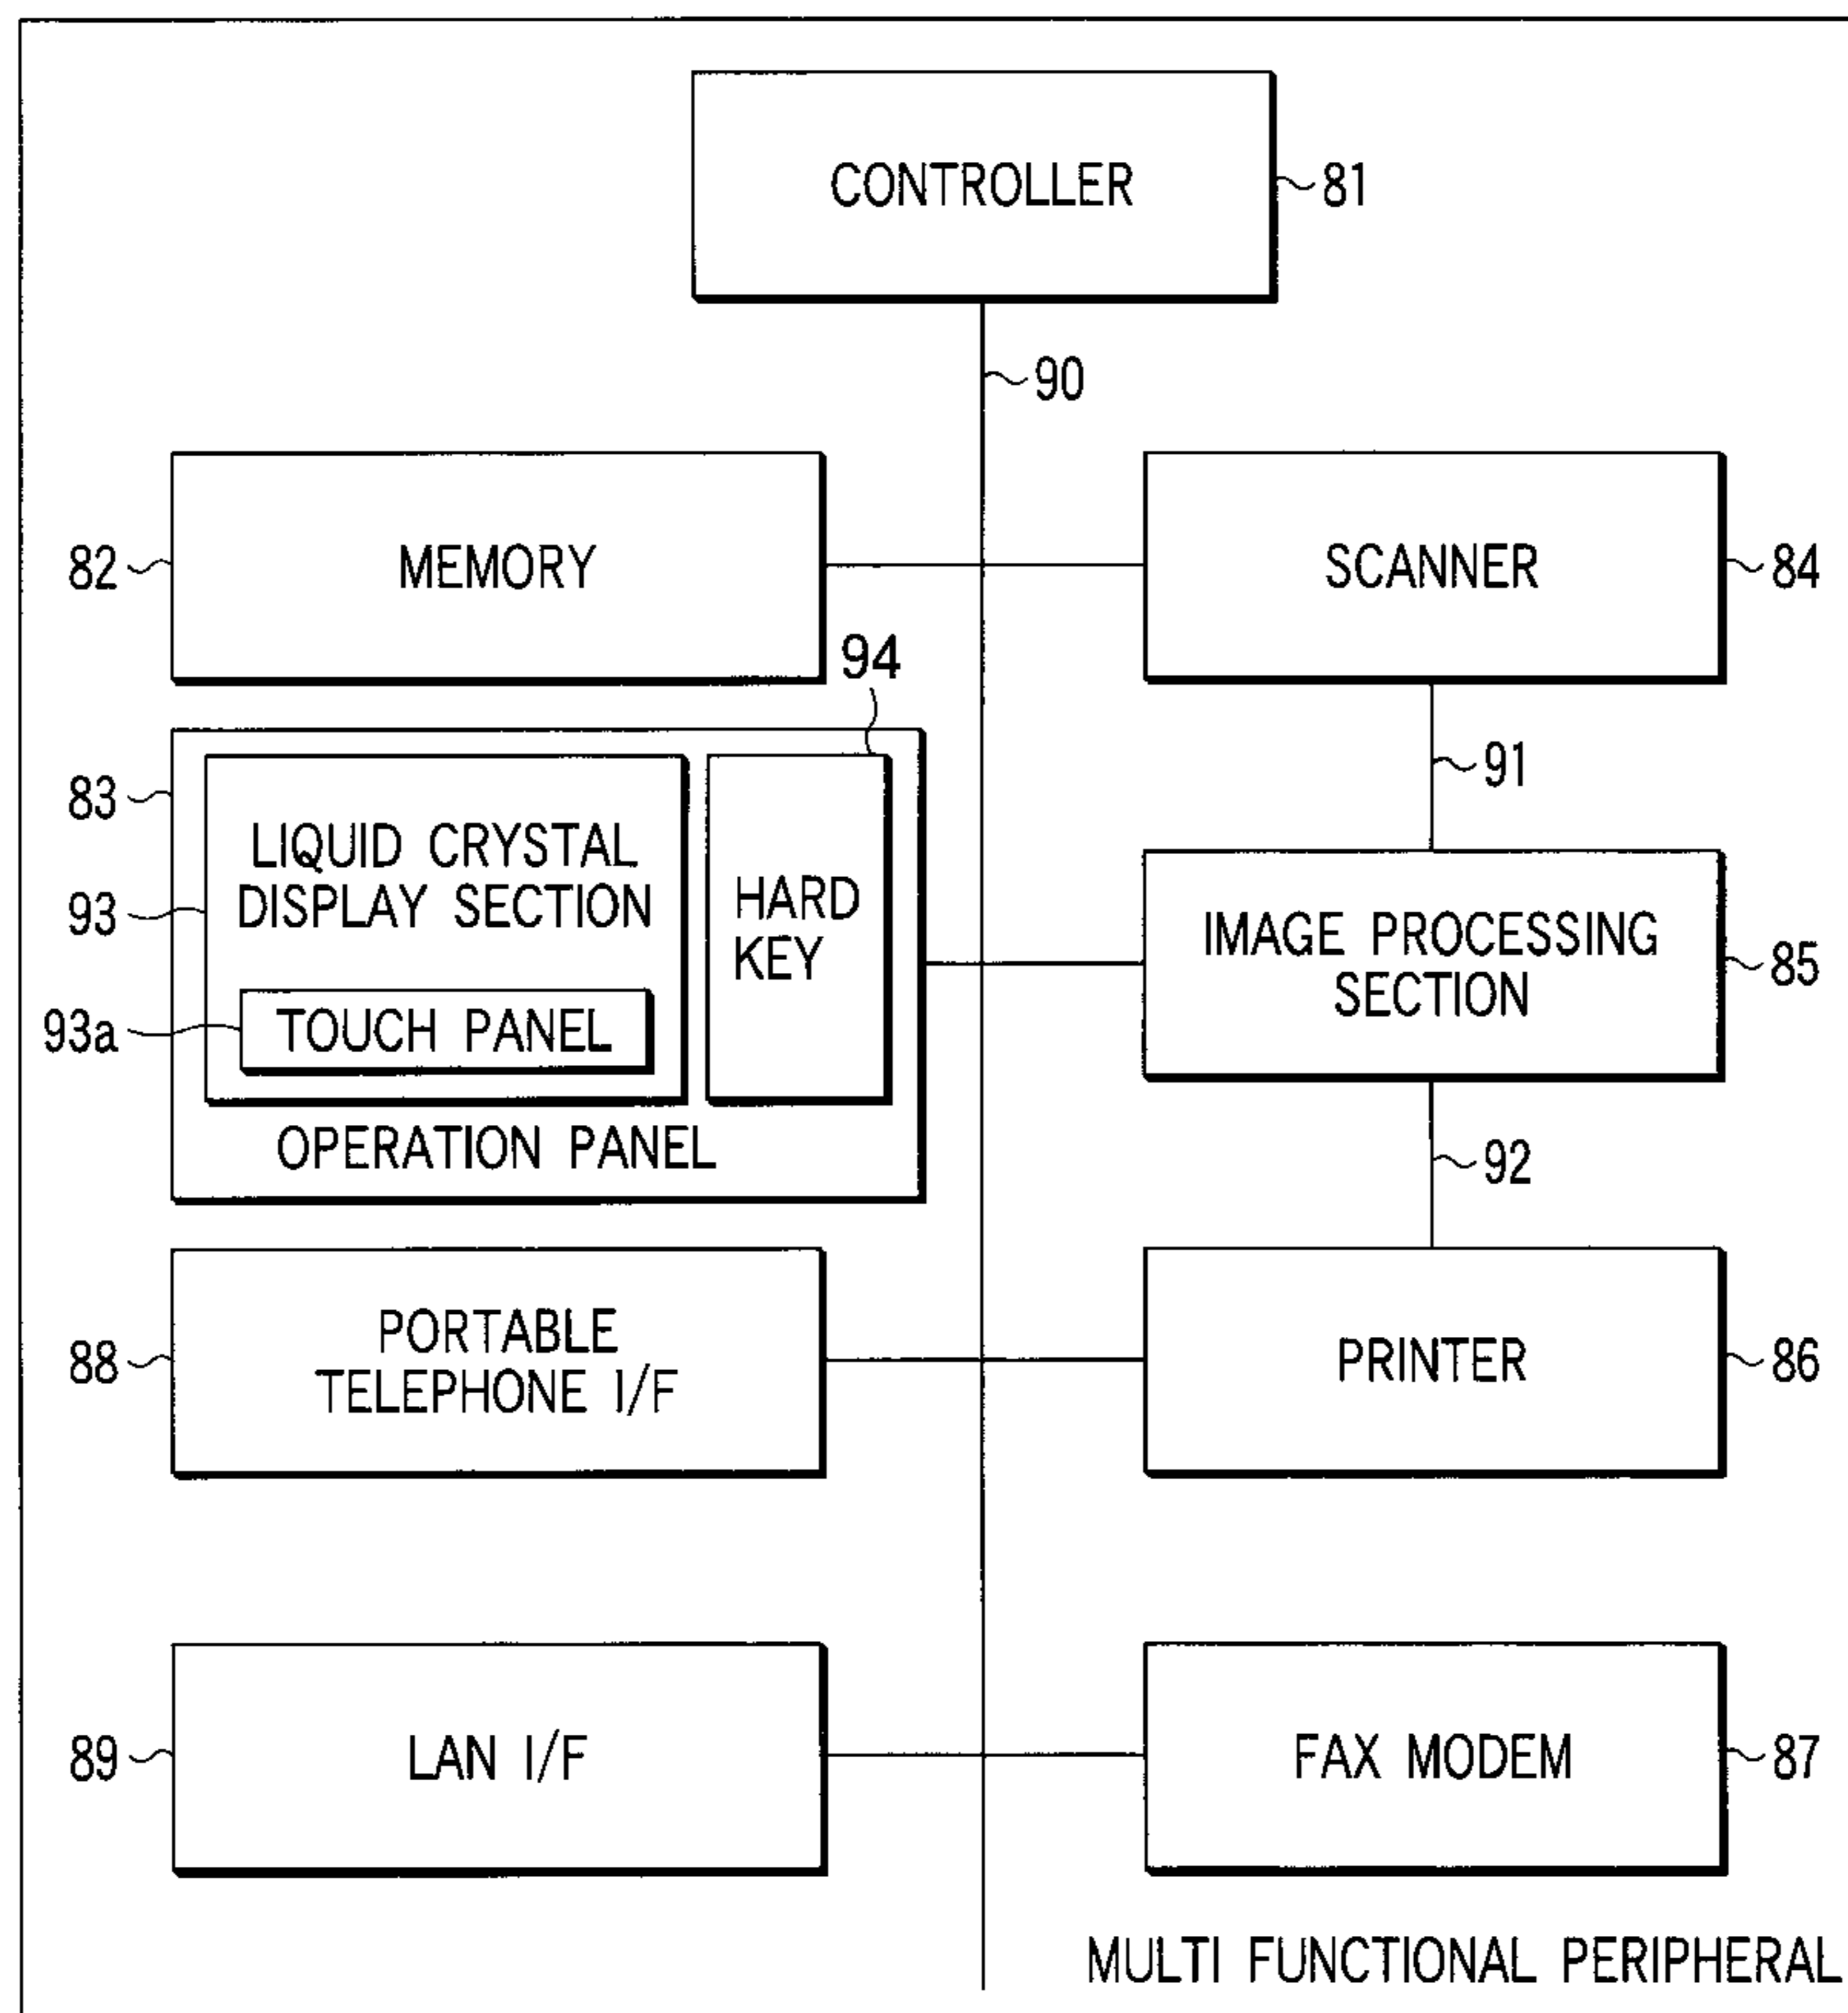 CONTROLLER
81
90
82
MEMORY
SCANNER
84
94
83
91
LIQUID CRYSTAL
DISPLAY SECTION
93
HARD
KEY
IMAGE PROCESSING
SECTION
85
93a
TOUCH PANEL
OPERATION PANEL
92
88
PORTABLE
TELEPHONE I/F
PRINTER
86
89
LAN I/F
FAX MODEM
87
MULTI FUNCTIONAL PERIPHERAL